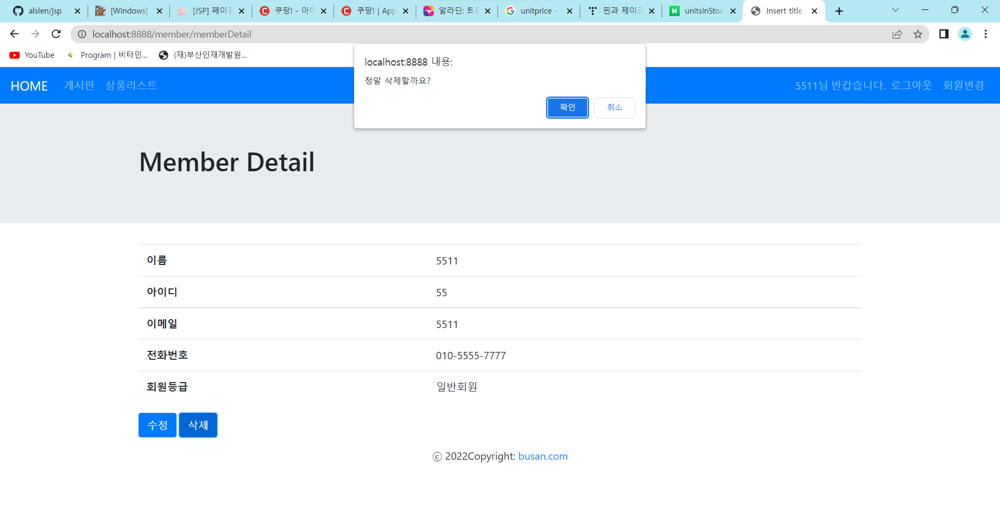 alslen/jsp
[Windows]
[JSP] 페이징
쿠팡! - 아이
쿠팡! | App
알라딘: 트렌
unitprice -
핀과 제이크
unitsInStoc
Insert title
localhost:8888/member/memberDetail
YouTube
Program | 비타민...
(재)부산인재개발원...
localhost:8888 내용:
정말 삭제할까요?
확인 취소
HOME 게시판 상품리스트
5511님 반갑습니다. 로그아웃 회원변경
Member Detail
이름 5511
아이디 55
이메일 5511
전화번호 010-5555-7777
회원등급 일반회원
수정 삭제
ⓒ 2022Copyright: busan.com